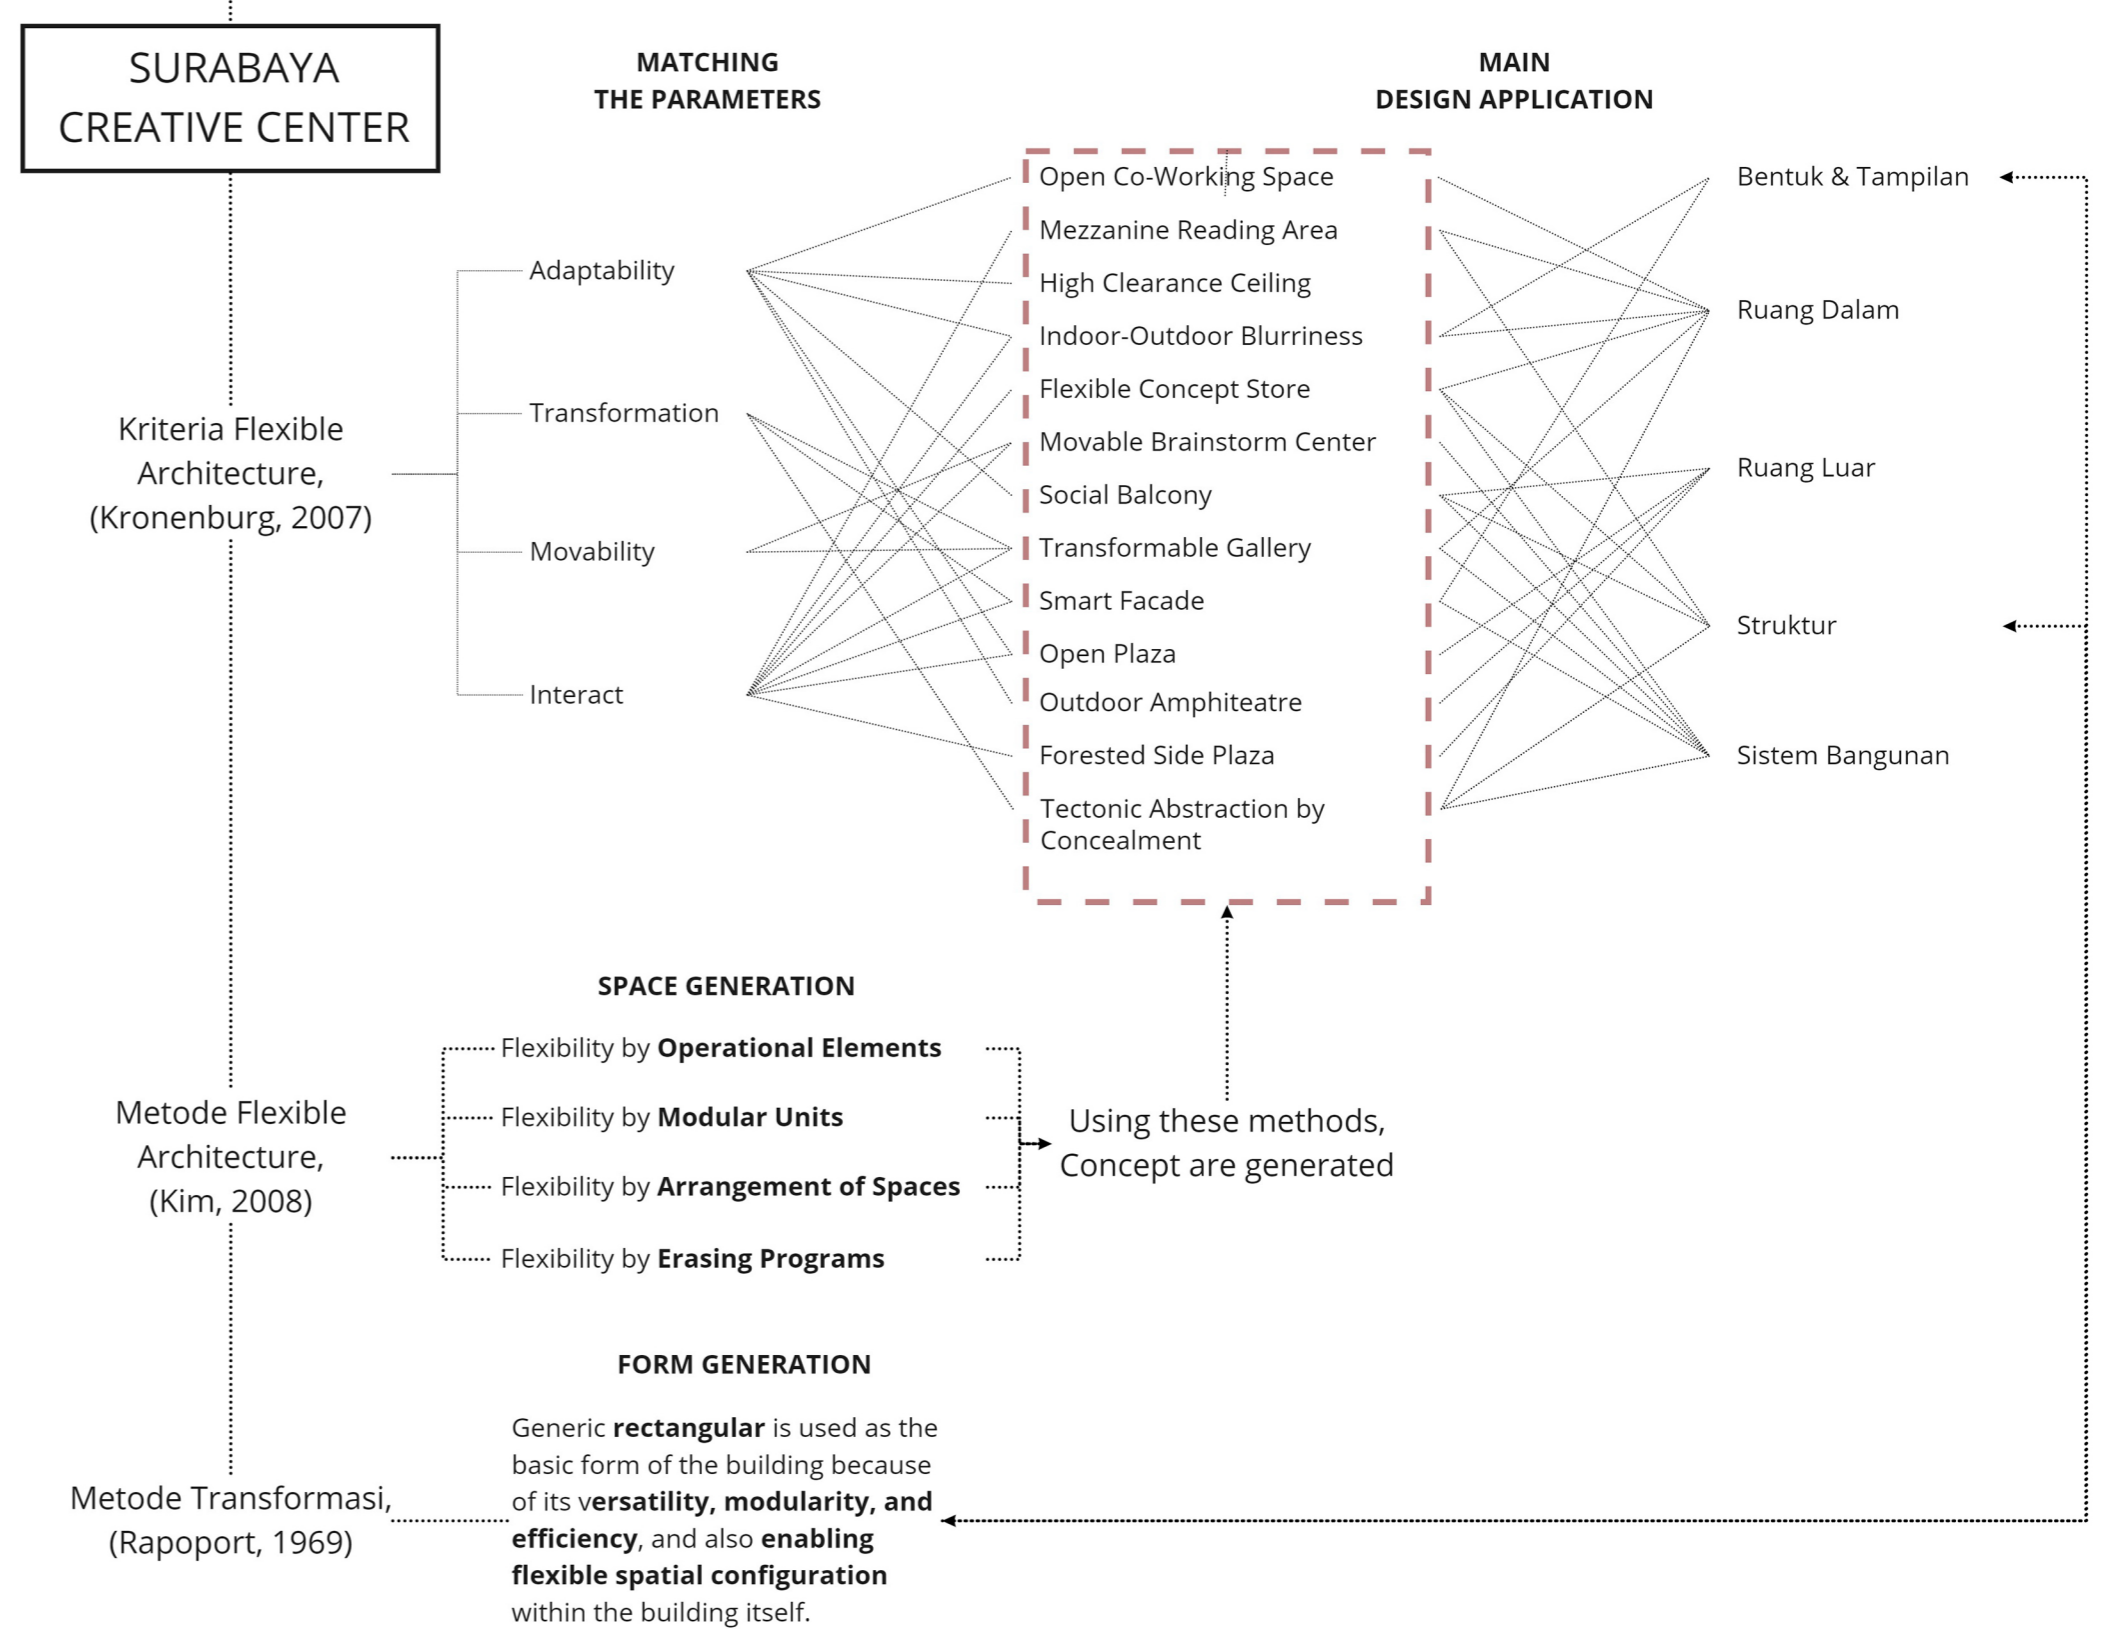 SURABAYA
CREATIVE CENTER
MATCHING
THE PARAMETERS
MAIN
DESIGN APPLICATION
Kriteria Flexible
Architecture,
(Kronenburg, 2007)
Adaptability
Transformation
Movability
Interact
Open Co-Working Space
Mezzanine Reading Area
High Clearance Ceiling
Indoor-Outdoor Blurriness
Flexible Concept Store
Movable Brainstorm Center
Social Balcony
Transformable Gallery
Smart Facade
Open Plaza
Outdoor Amphiteatre
Forested Side Plaza
Tectonic Abstraction by
Concealment
Bentuk & Tampilan
Ruang Dalam
Ruang Luar
Struktur
Sistem Bangunan
SPACE GENERATION
Metode Flexible
Architecture,
(Kim, 2008)
Flexibility by Operational Elements
Flexibility by Modular Units
Flexibility by Arrangement of Spaces
Flexibility by Erasing Programs
Using these methods,
Concept are generated
FORM GENERATION
Metode Transformasi,
(Rapoport, 1969)
Generic rectangular is used as the
basic form of the building because
of its versatility, modularity, and
efficiency, and also enabling
flexible spatial configuration
within the building itself.